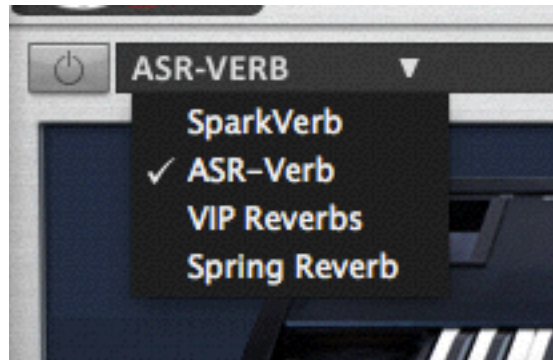 ASR-VERB
SparkVerb
ASR-Verb
VIP Reverbs
Spring Reverb